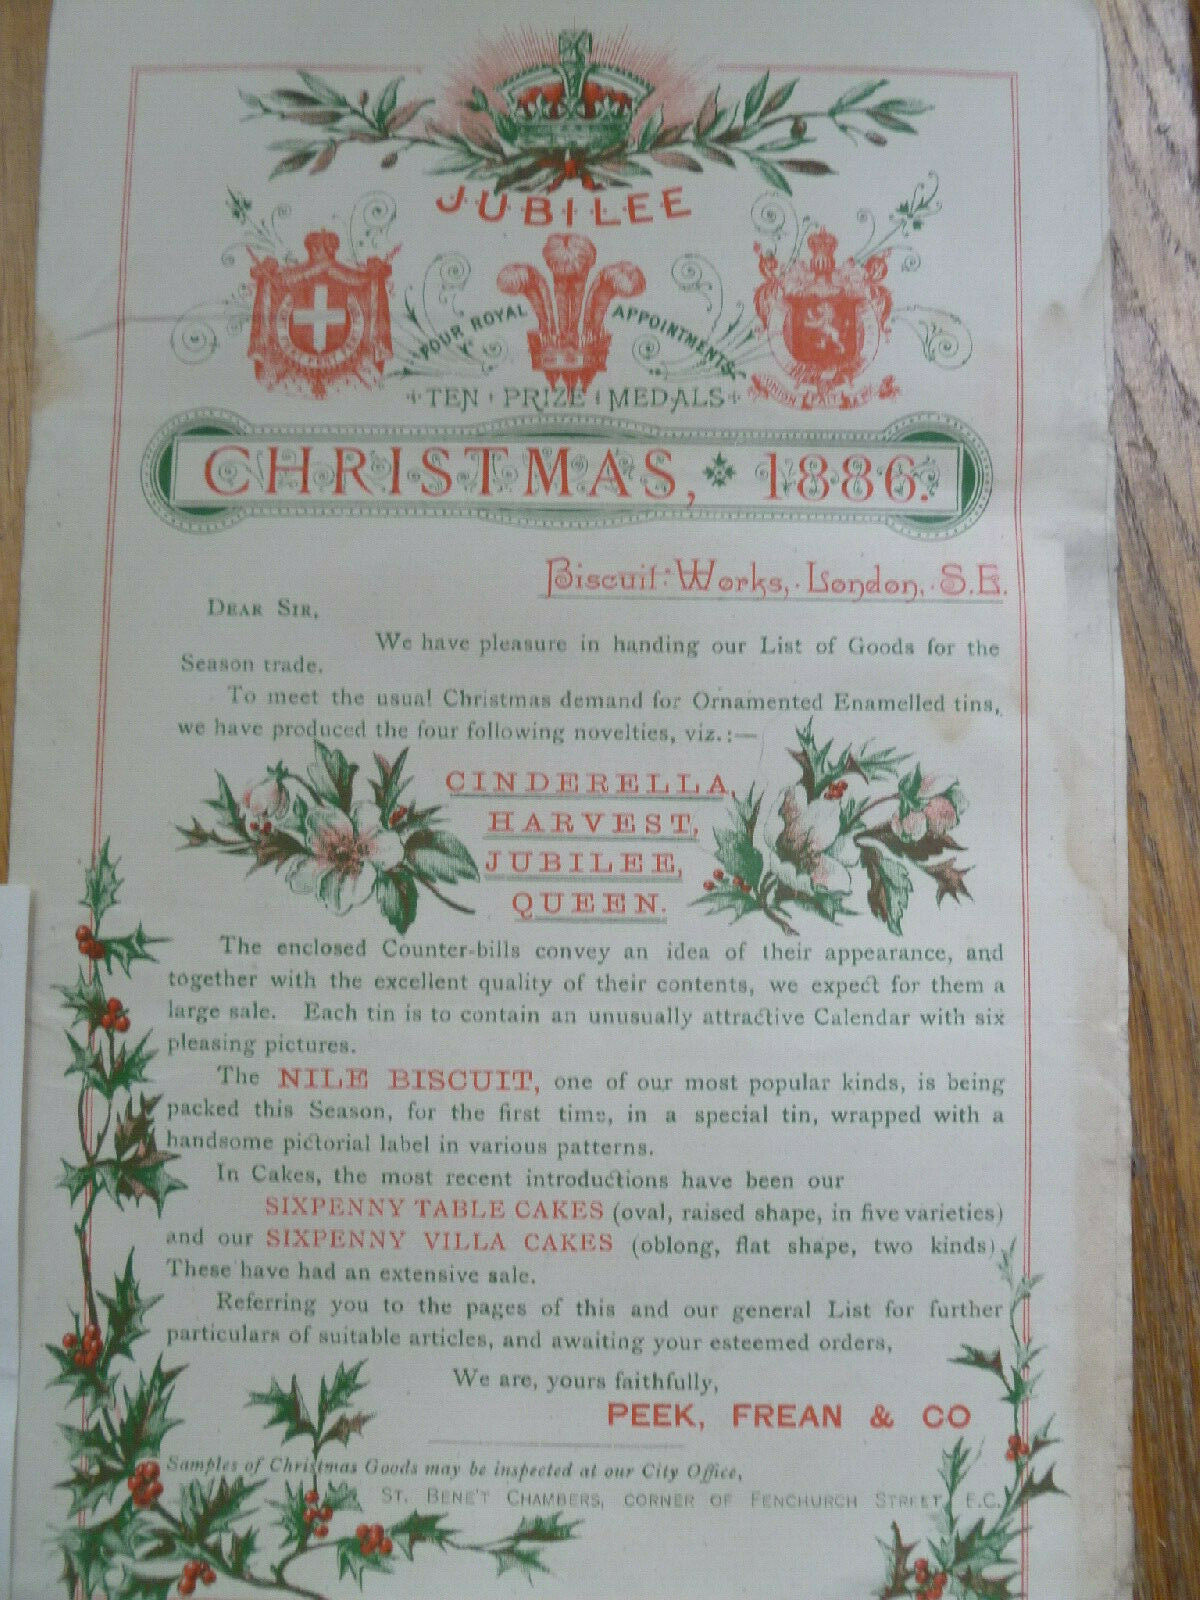 JUBILEE
FOUR ROYAL APPOINTMENTS
TEN PRIZE MEDALS
CHRISTMAS, 1886.
Biscuit Works, London, S.E.
DEAR SIR,
We have pleasure in handing our List of Goods for the
Season trade.
To meet the usual Christmas demand for Ornamented Enamelled tins,
we have produced the four following novelties, viz.:—
CINDERELLA,
HARVEST,
JUBILEE,
QUEEN.
The enclosed Counter-bills convey an idea of their appearance, and
together with the excellent quality of their contents, we expect for them a
large sale. Each tin is to contain an unusually attractive Calendar with six
pleasing pictures.
The NILE BISCUIT, one of our most popular kinds, is being
packed this Season, for the first time, in a special tin, wrapped with a
handsome pictorial label in various patterns.
In Cakes, the most recent introductions have been our
SIXPENNY TABLE CAKES (oval, raised shape, in five varieties)
and our SIXPENNY VILLA CAKES (oblong, flat shape, two kinds).
These have had an extensive sale.
Referring you to the pages of this and our general List for further
particulars of suitable articles, and awaiting your esteemed orders,
We are, yours faithfully,
PEEK, FREAN & CO
Samples of Christmas Goods may be inspected at our City Office,
ST. BENE'T CHAMBERS, CORNER OF FENCHURCH STREET, E.C.